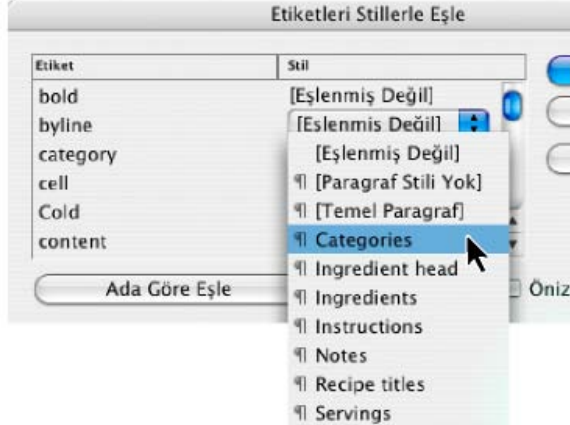 Etiketleri Stillerle Eşle
Etiket Stil
bold [Eşlenmiş Değil]
byline [Eşlenmiş Değil]
category [Eşlenmiş Değil]
cell ¶ [Paragraf Stili Yok]
Cold ¶ [Temel Paragraf]
content ¶ Categories
¶ Ingredient head
Ada Göre Eşle ¶ Ingredients Öniz
¶ Instructions
¶ Notes
¶ Recipe titles
¶ Servings